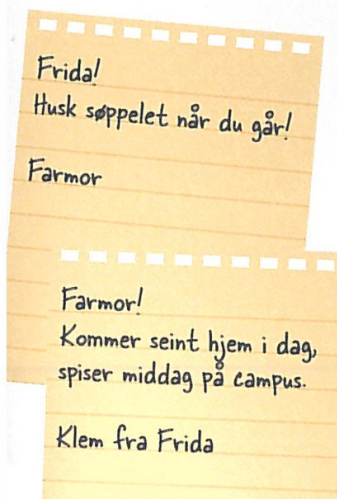 Frida!
Husk søppelet når du går!
Farmor
Farmor!
Kommer seint hjem i dag,
spiser middag på campus.
Klem fra Frida